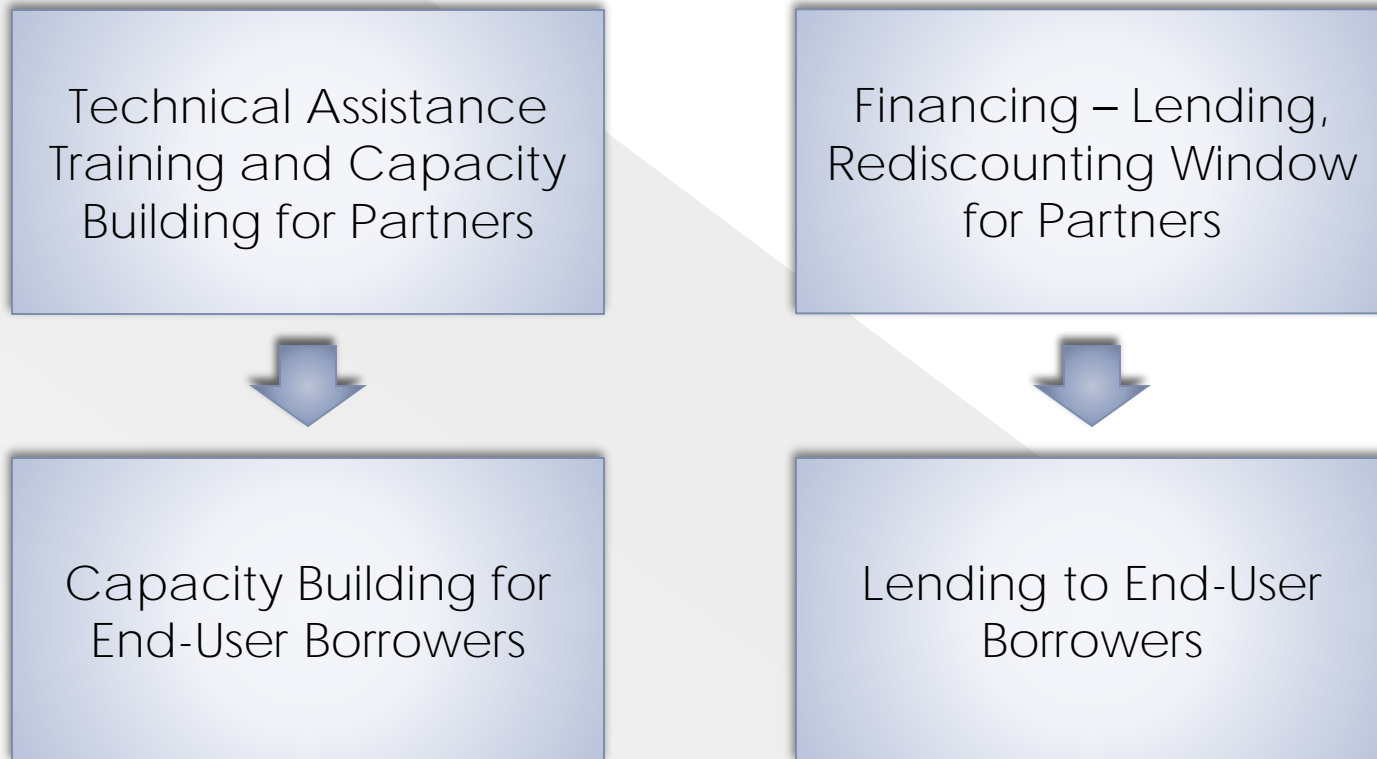 Technical Assistance
Training and Capacity
Building for Partners
Financing – Lending,
Rediscounting Window
for Partners
Capacity Building for
End-User Borrowers
Lending to End-User
Borrowers